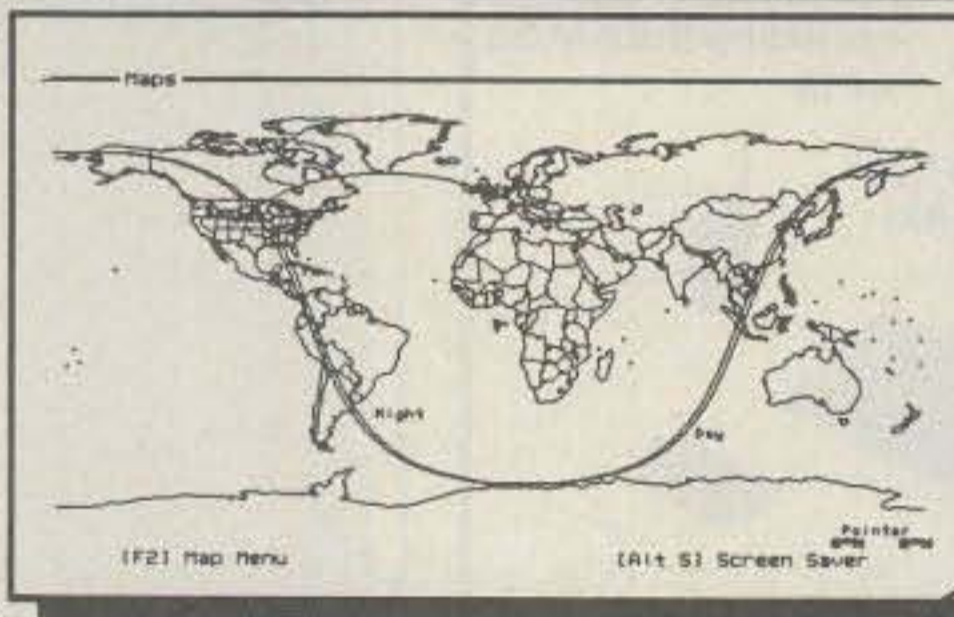 Maps
Night
Day
Pointer
[F2] Map Menu
[Alt S] Screen Saver